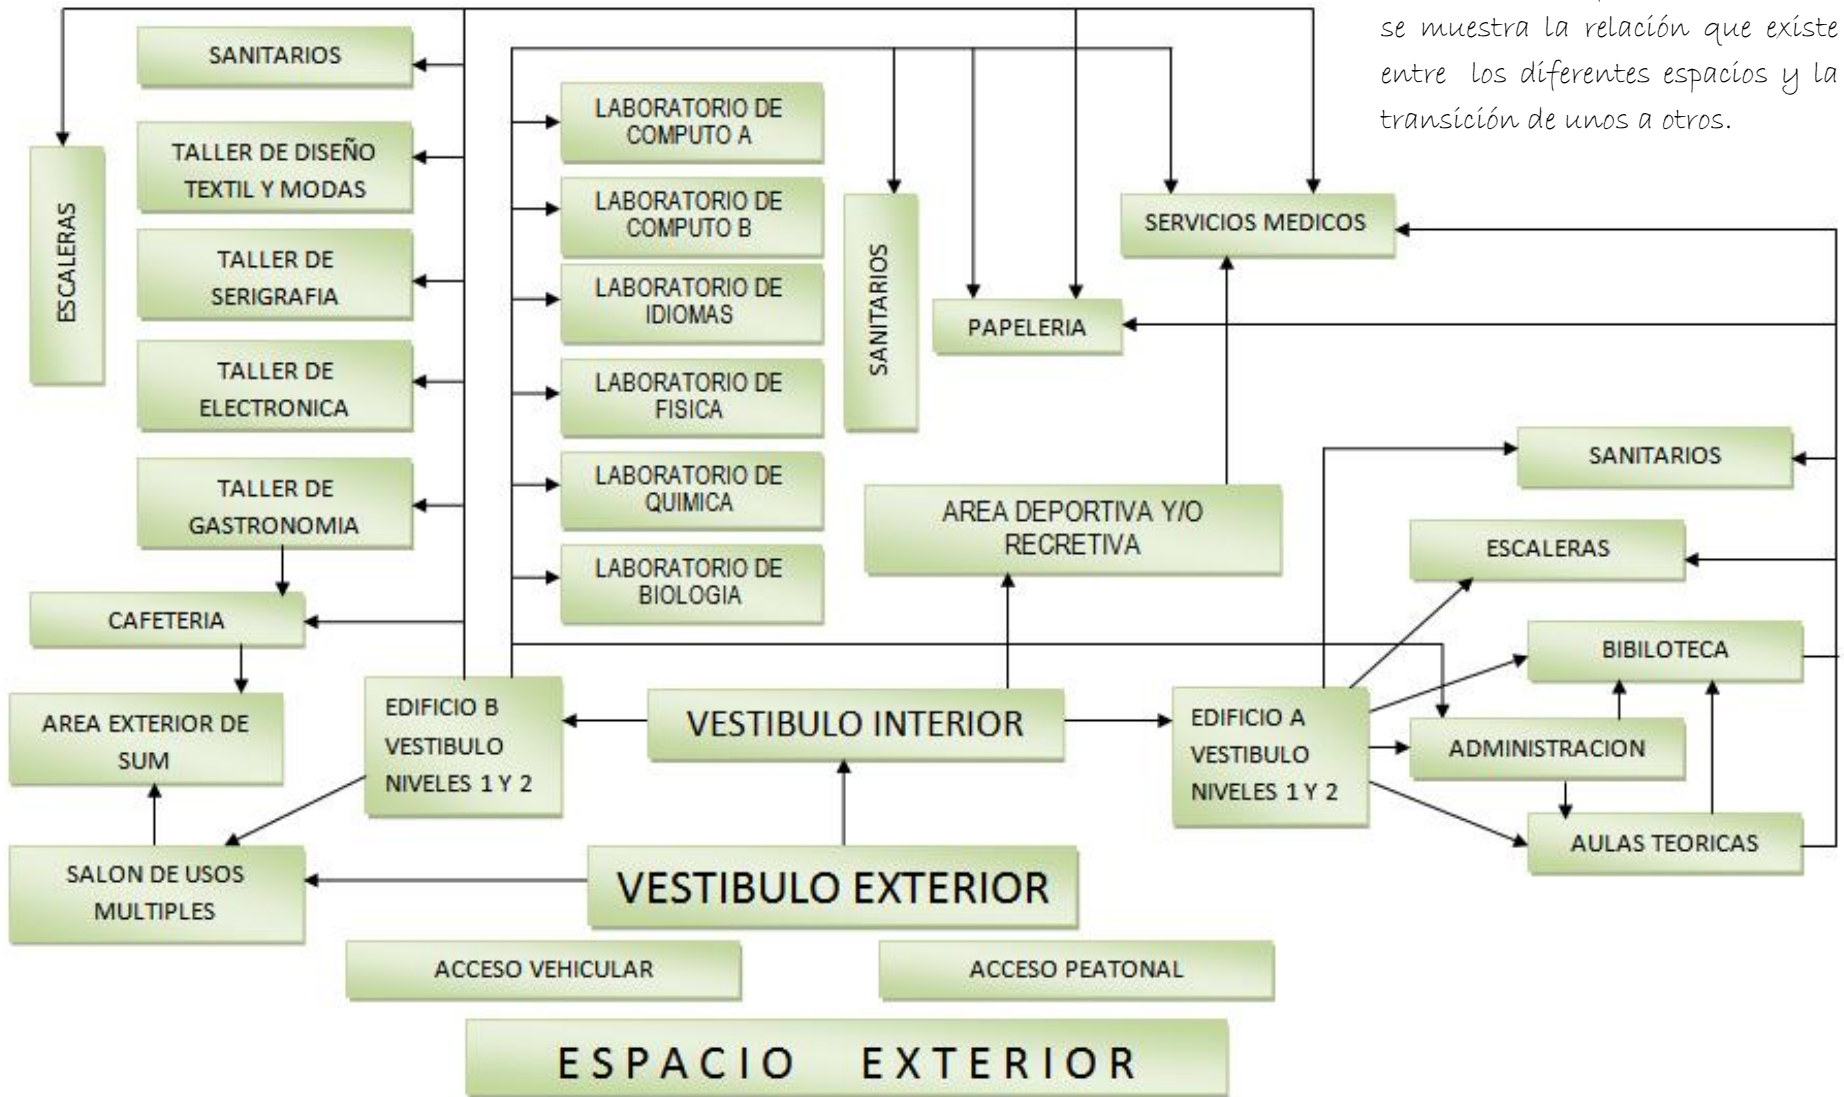 se muestra la relación que existe
entre los diferentes espacios y la
transición de unos a otros.
SANITARIOS
TALLER DE DISEÑO
TEXTIL Y MODAS
TALLER DE
SERIGRAFIA
TALLER DE
ELECTRONICA
TALLER DE
GASTRONOMIA
ESCALERAS
CAFETERIA
AREA EXTERIOR DE
SUM
SALON DE USOS
MULTIPLES
LABORATORIO DE
COMPUTO A
LABORATORIO DE
COMPUTO B
LABORATORIO DE
IDIOMAS
LABORATORIO DE
FISICA
LABORATORIO DE
QUIMICA
LABORATORIO DE
BIOLOGIA
SANITARIOS
PAPELERIA
SERVICIOS MEDICOS
AREA DEPORTIVA Y/O
RECRETIVA
SANITARIOS
ESCALERAS
BIBILOTECA
ADMINISTRACION
AULAS TEORICAS
EDIFICIO B
VESTIBULO
NIVELES 1 Y 2
VESTIBULO INTERIOR
EDIFICIO A
VESTIBULO
NIVELES 1 Y 2
VESTIBULO EXTERIOR
ACCESO VEHICULAR
ACCESO PEATONAL
ESPACIO EXTERIOR